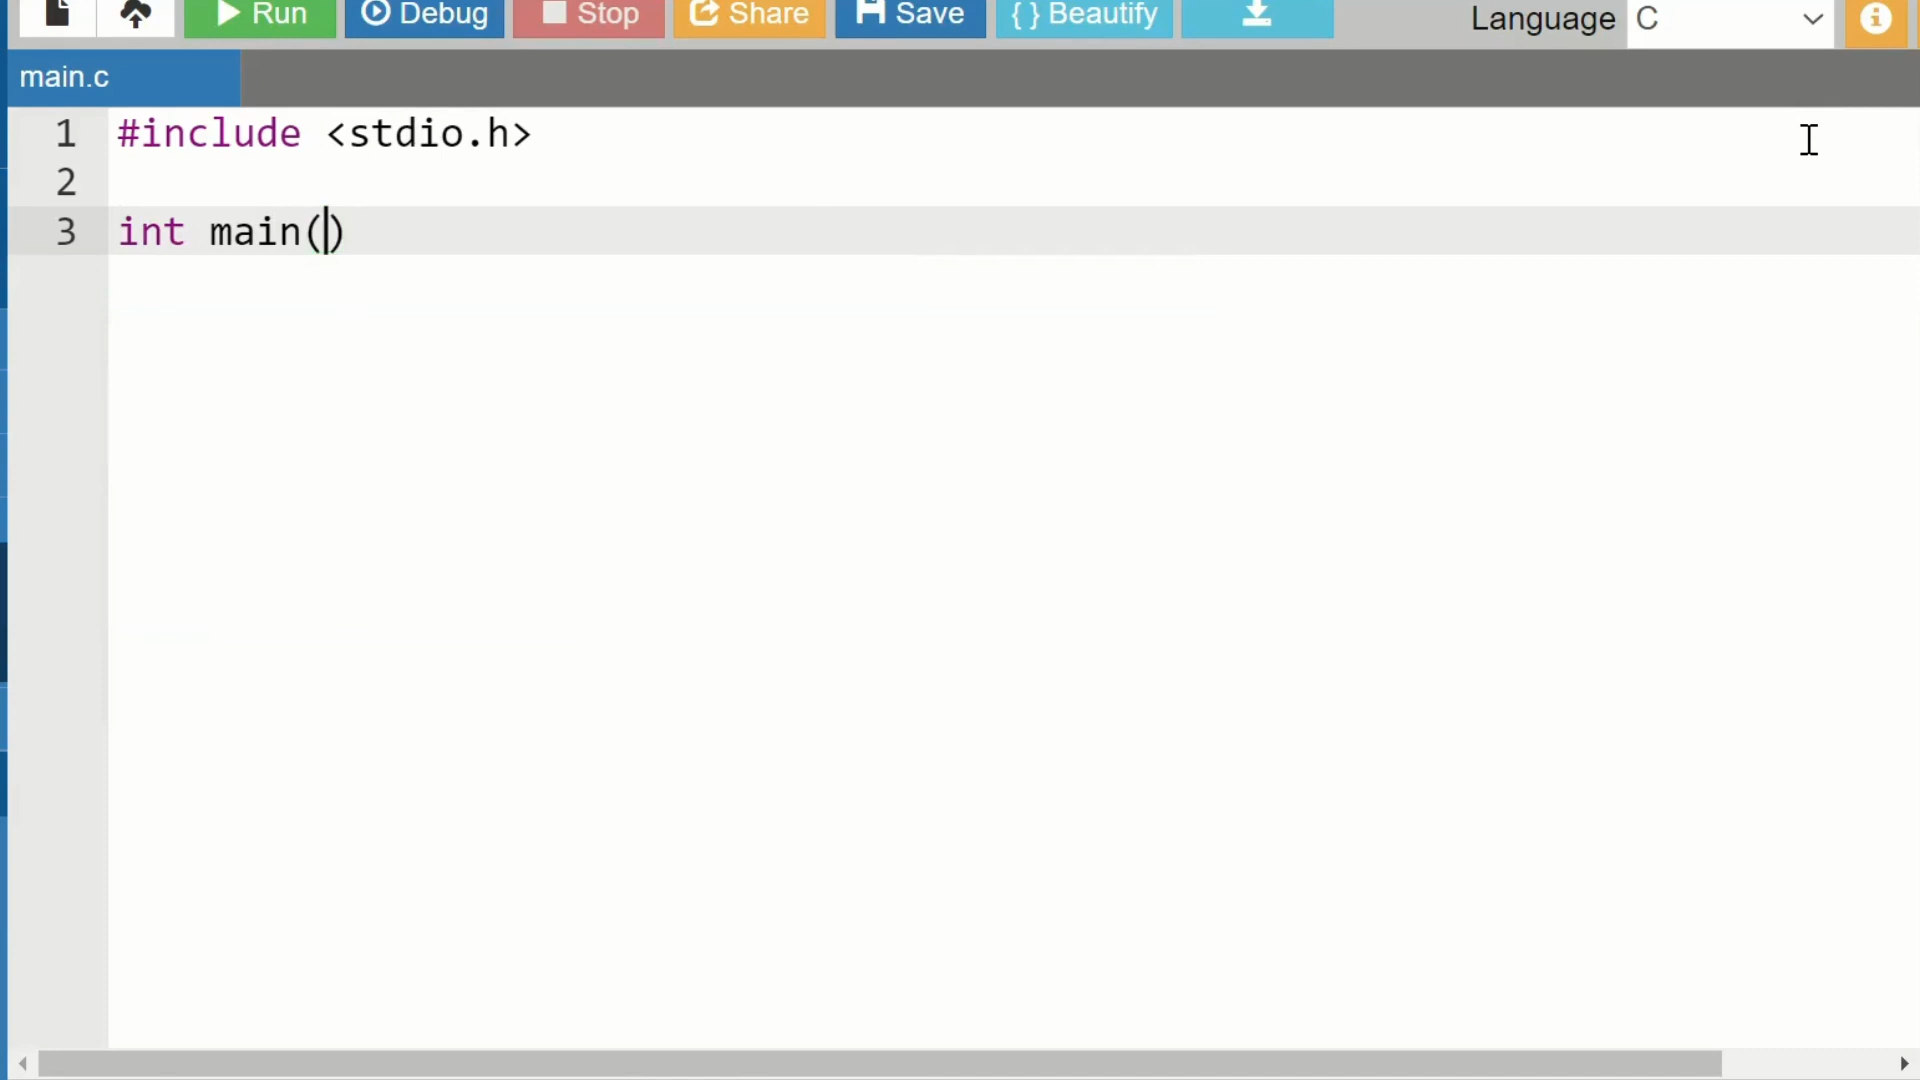 Run Debug Stop Share Save { } Beautify Language C
main.c
1 #include <stdio.h>
2
3 int main()